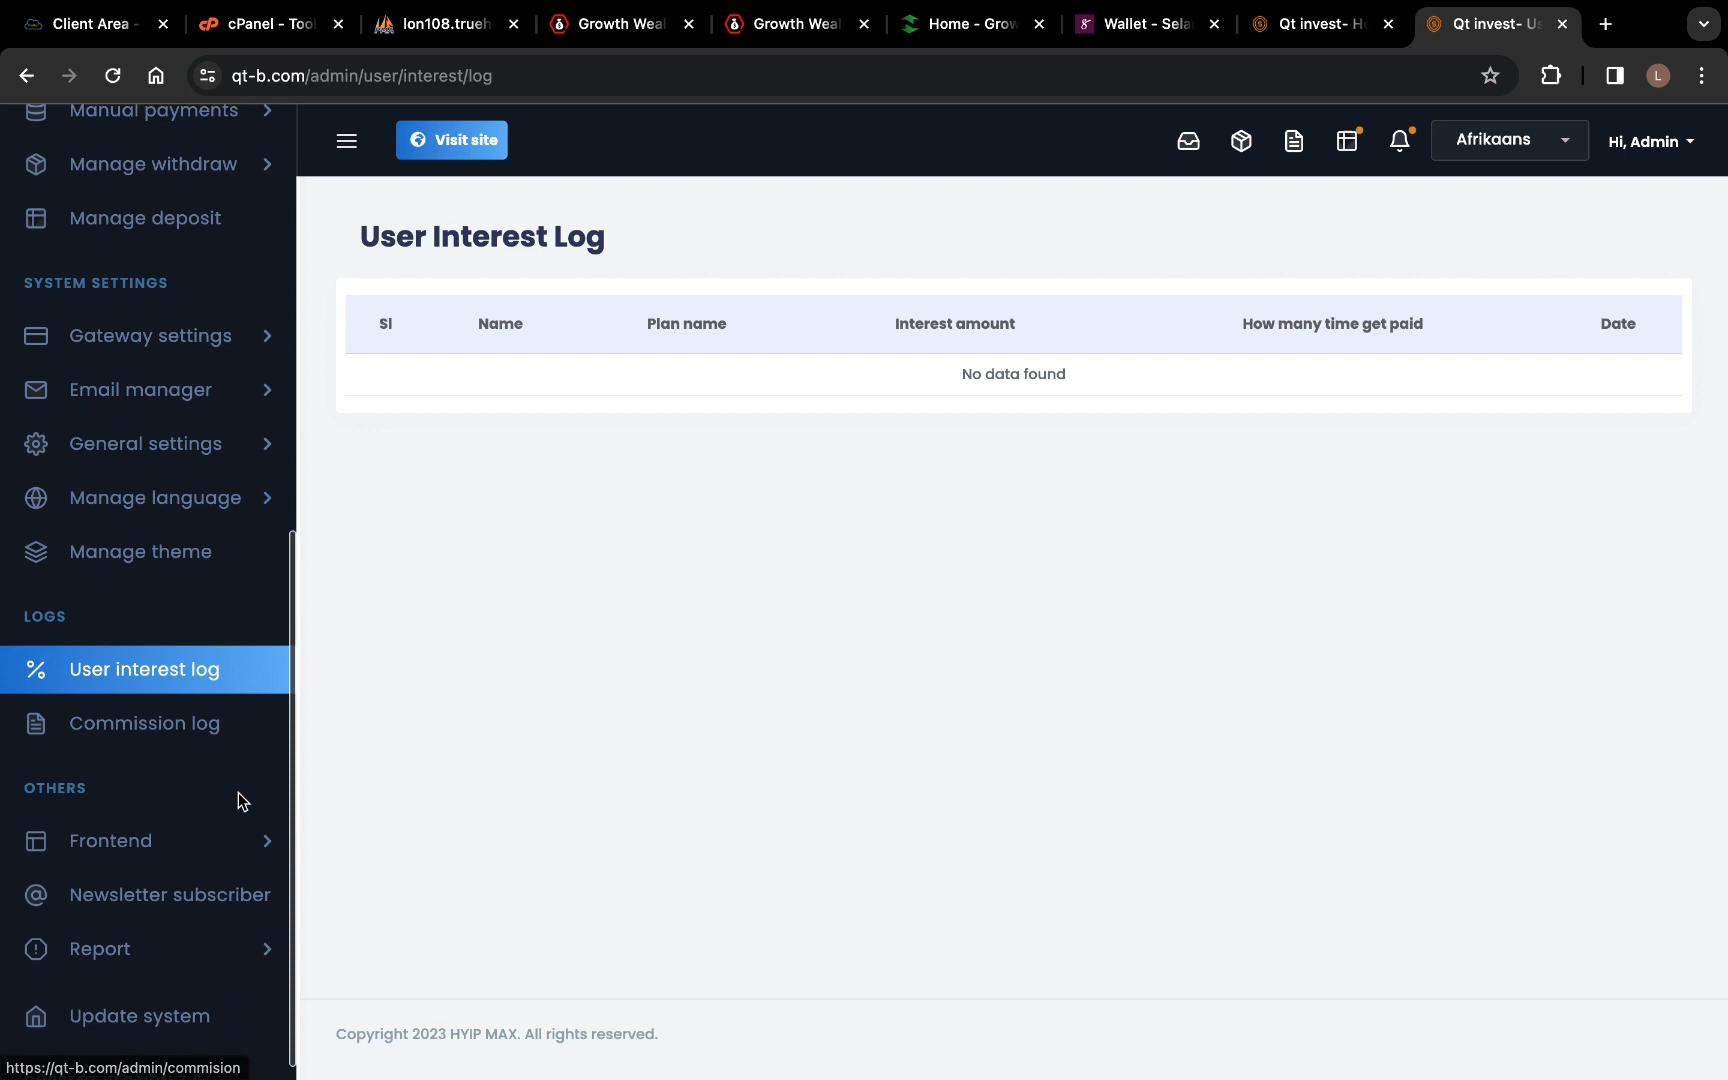 Client Area -
cPanel - Tool
lon108.trueh
Growth Weal
Growth Weal
Home - Grow
Wallet - Sela
Qt invest- Ho
Qt invest- Us
qt-b.com/admin/user/interest/log
L
Manual payments
Manage withdraw
Manage deposit
SYSTEM SETTINGS
Gateway settings
Email manager
General settings
Manage language
Manage theme
LOGS
User interest log
Commission log
OTHERS
Frontend
Newsletter subscriber
Report
Update system
https://qt-b.com/admin/commision
Visit site
Afrikaans
Hi, Admin
User Interest Log
Sl Name Plan name Interest amount How many time get paid Date
No data found
Copyright 2023 HYIP MAX. All rights reserved.